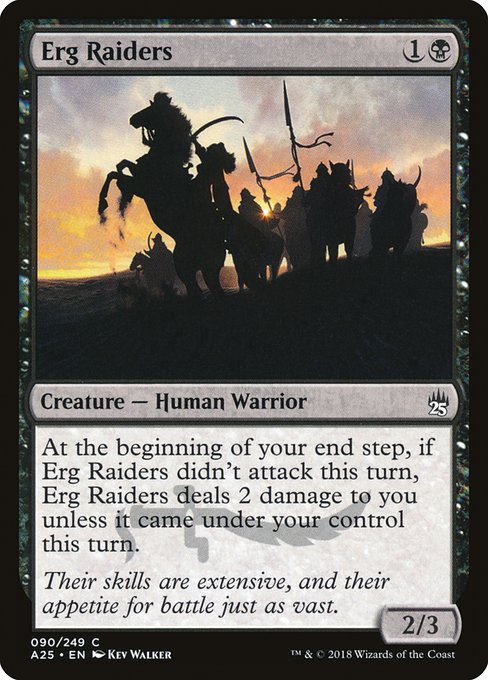 Erg Raiders 1
Creature — Human Warrior
25
At the beginning of your end step, if
Erg Raiders didn't attack this turn,
Erg Raiders deals 2 damage to you
unless it came under your control
this turn.
Their skills are extensive, and their
appetite for battle just as vast.
2/3
090/249 C
A25 • EN Kev Walker
™ & © 2018 Wizards of the Coast